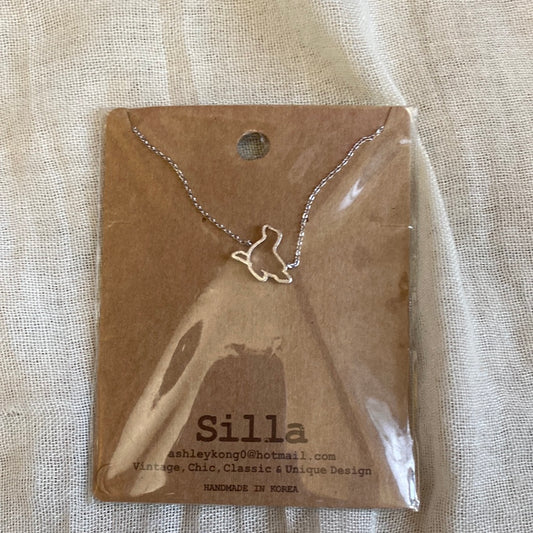 Silla
ashleykong0@hotmail.com
Vintage, Chic, Classic & Unique Design
HANDMADE IN KOREA